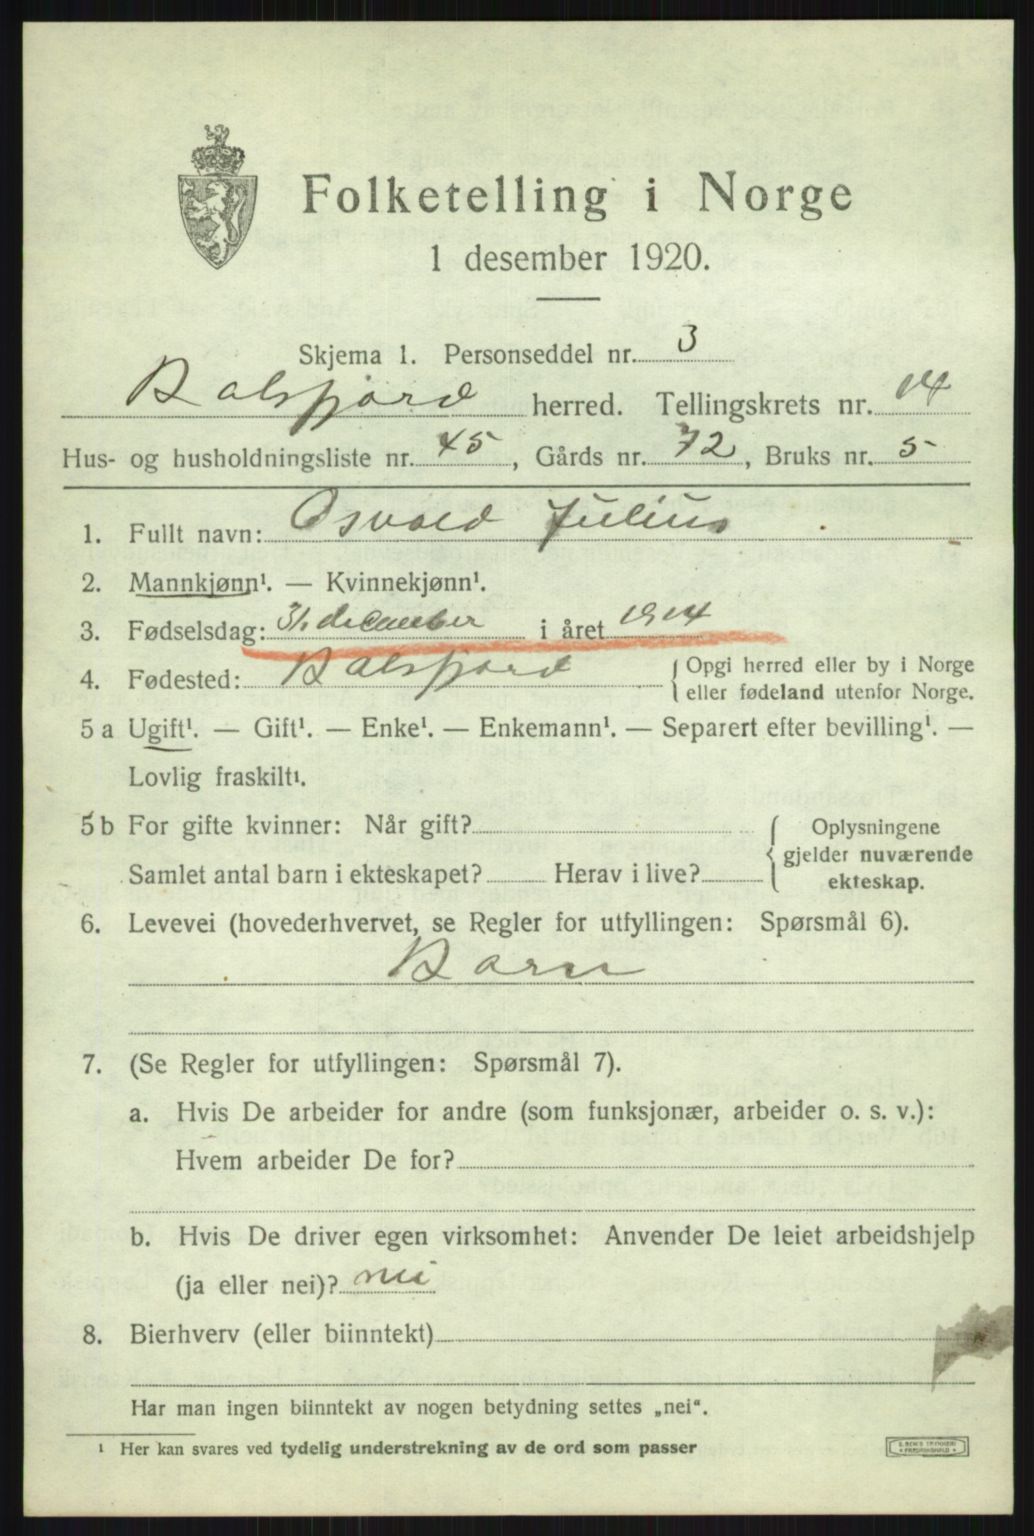 Folketelling i Norge
1 desember 1920.
Skjema 1. Personseddel nr. 3
Balsfjord herred. Tellingskrets nr. 14
Hus- og husholdningsliste nr. 45, Gårds nr. 72, Bruks nr. 5
1. Fullt navn: Osvald Julius
2. Mannkjønn¹. — Kvinnekjønn¹.
3. Fødselsdag: 31 december i året 1914
4. Fødested: Balsfjord { Opgi herred eller by i Norge
eller fødeland utenfor Norge.
5 a Ugift¹. — Gift¹. — Enke¹. — Enkemann¹. — Separert efter bevilling¹. —
Lovlig fraskilt¹.
5 b For gifte kvinner: Når gift?
Samlet antal barn i ekteskapet? Herav i live?
{ Oplysningene
gjelder nuværende
ekteskap.
6. Levevei (hovederhvervet, se Regler for utfyllingen: Spørsmål 6).
Barn
7. (Se Regler for utfyllingen: Spørsmål 7).
a. Hvis De arbeider for andre (som funksjonær, arbeider o. s. v.):
Hvem arbeider De for?
b. Hvis De driver egen virksomhet: Anvender De leiet arbeidshjelp
(ja eller nei)? nei
8. Bierhverv (eller biinntekt)
Har man ingen biinntekt av nogen betydning settes „nei“.
¹ Her kan svares ved tydelig understrekning av de ord som passer